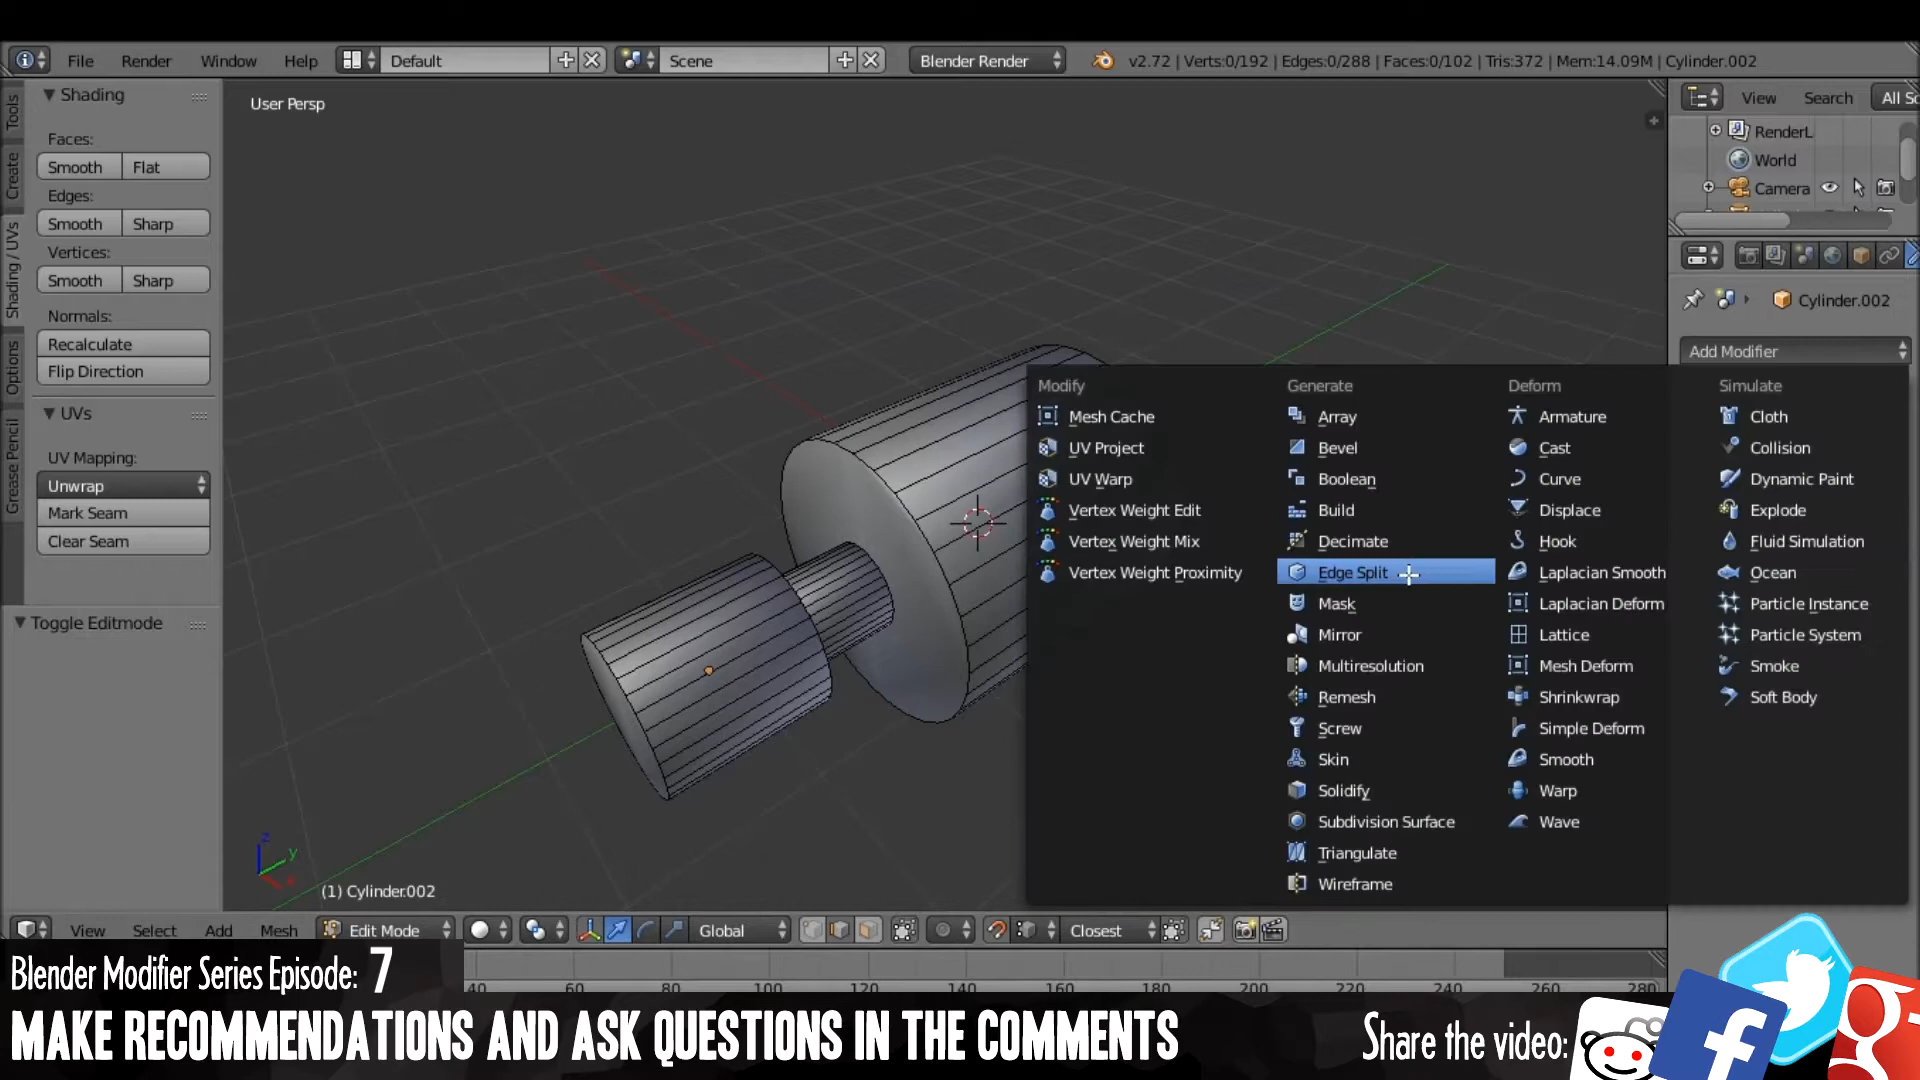 File Render Window Help Default Scene Blender Render v2.72 | Verts:0/192 | Edges:0/288 | Faces:0/102 | Tris:372 | Mem:14.09M | Cylinder.002
Tools
Create
Shading / UVs
Options
Grease Pencil
Shading
Faces:
Smooth Flat
Edges:
Smooth Sharp
Vertices:
Smooth Sharp
Normals:
Recalculate
Flip Direction
UVs
UV Mapping:
Unwrap
Mark Seam
Clear Seam
Toggle Editmode
User Persp
z
y
x
(1) Cylinder.002
View Search All Sc
RenderL
World
Camera
Cylinder.002
Add Modifier
Modify
Mesh Cache
UV Project
UV Warp
Vertex Weight Edit
Vertex Weight Mix
Vertex Weight Proximity
Generate
Array
Bevel
Boolean
Build
Decimate
Edge Split
Mask
Mirror
Multiresolution
Remesh
Screw
Skin
Solidify
Subdivision Surface
Triangulate
Wireframe
Deform
Armature
Cast
Curve
Displace
Hook
Laplacian Smooth
Laplacian Deform
Lattice
Mesh Deform
Shrinkwrap
Simple Deform
Smooth
Warp
Wave
Simulate
Cloth
Collision
Dynamic Paint
Explode
Fluid Simulation
Ocean
Particle Instance
Particle System
Smoke
Soft Body
View Select Add Mesh Edit Mode Global Closest
40 60 80 100 120 140 160 180 200 220 240 260 280
Blender Modifier Series Episode: 7
MAKE RECOMMENDATIONS AND ASK QUESTIONS IN THE COMMENTS
Share the video:
f
g